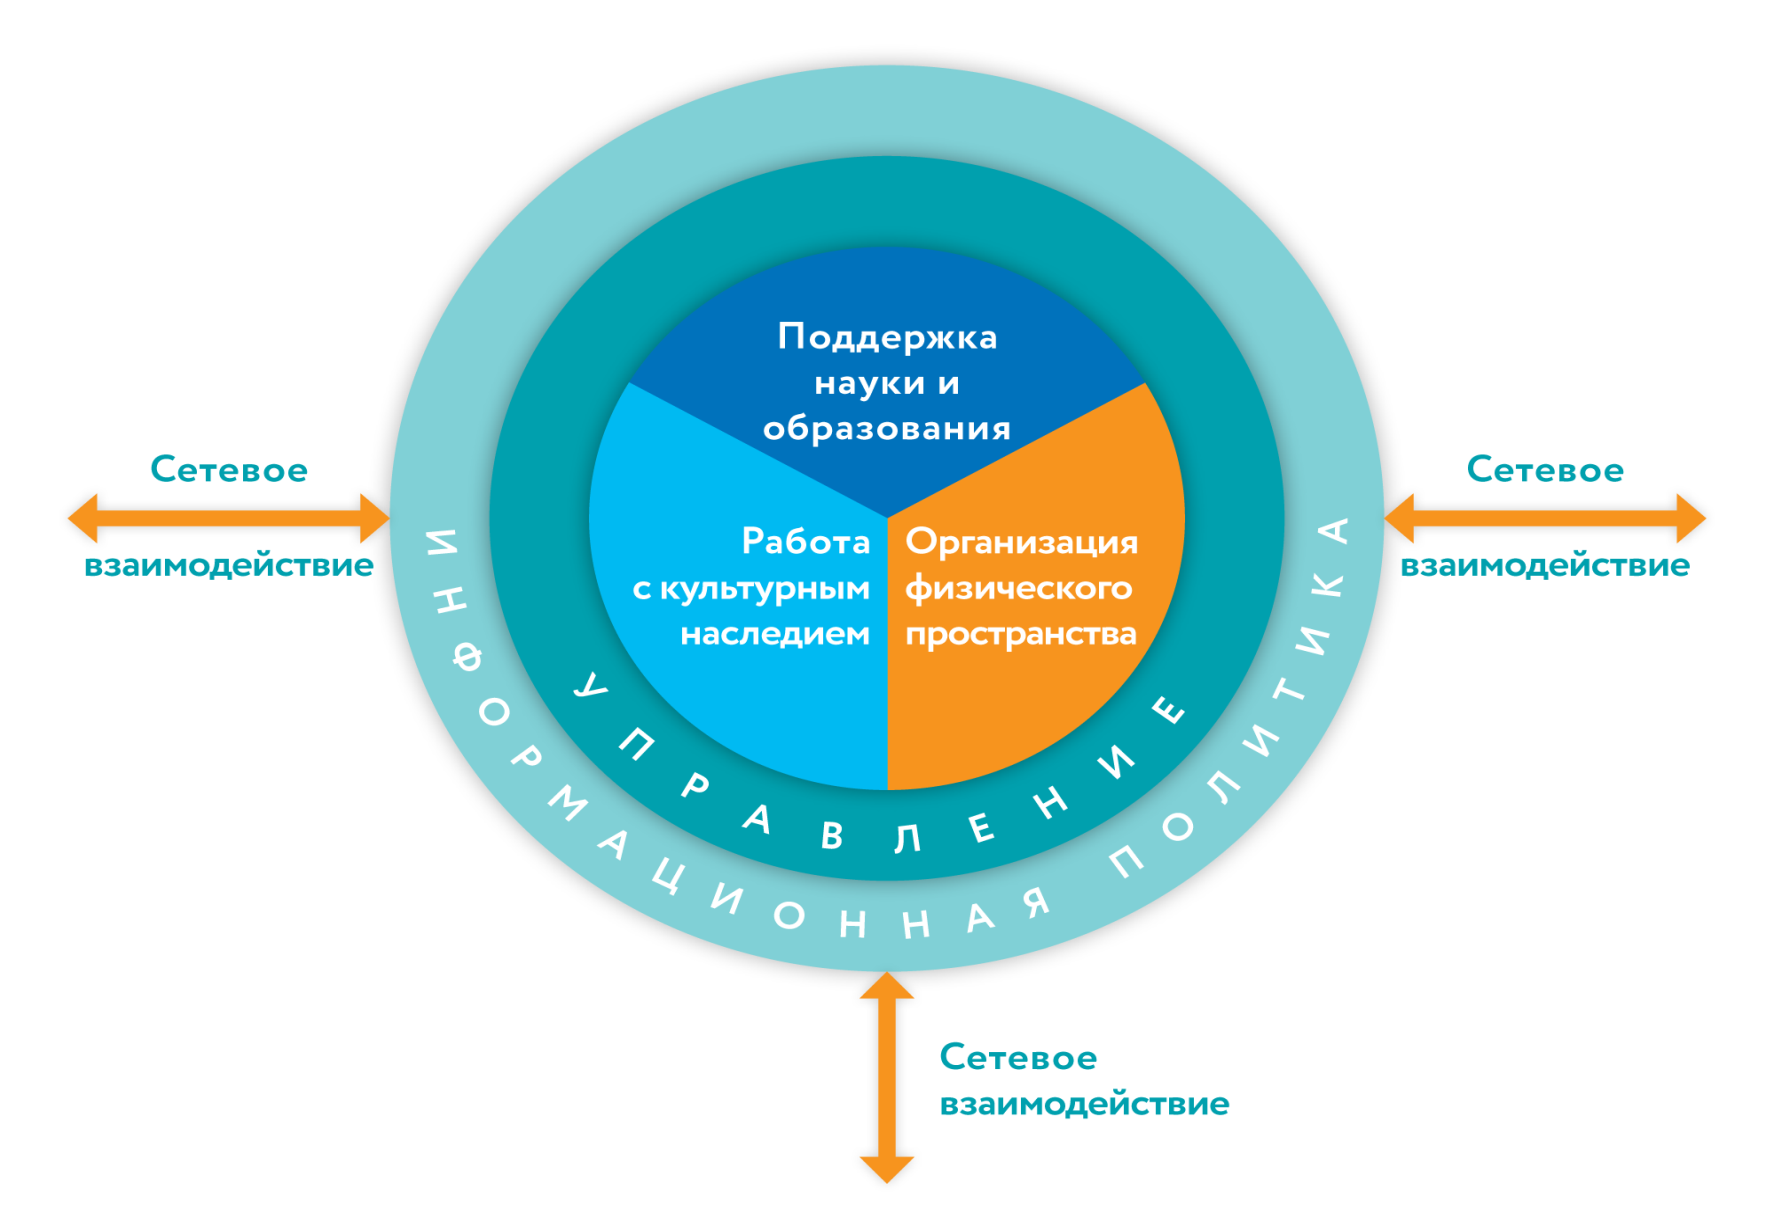 Поддержка
науки и
образования
Сетевое
взаимодействие
Работа
с культурным
наследием
Организация
физического
пространства
Сетевое
взаимодействие
УПРАВЛЕНИЕ
ИНФОРМАЦИОННАЯ ПОЛИТИКА
Сетевое
взаимодействие